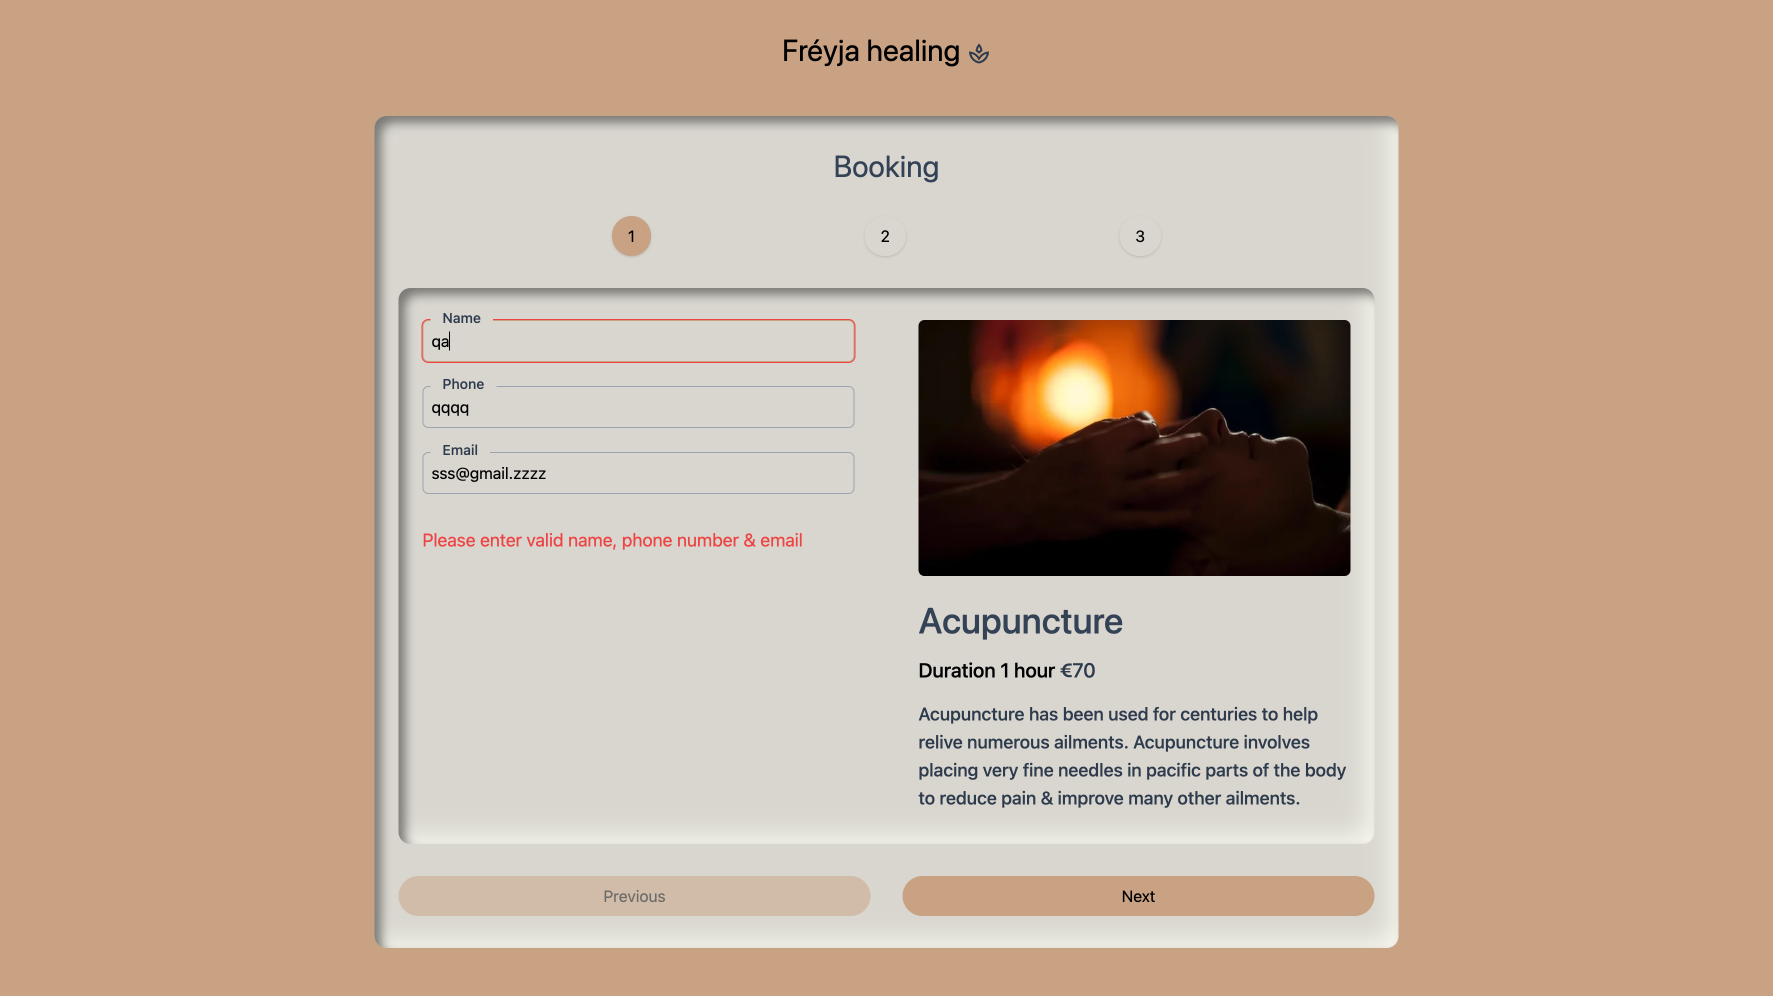 Fréyja healing
Booking
1
2
3
Name
qa
Phone
qqqq
Email
sss@gmail.zzzz
Please enter valid name, phone number & email
Acupuncture
Duration 1 hour €70
Acupuncture has been used for centuries to help
relive numerous ailments. Acupuncture involves
placing very fine needles in pacific parts of the body
to reduce pain & improve many other ailments.
Previous
Next